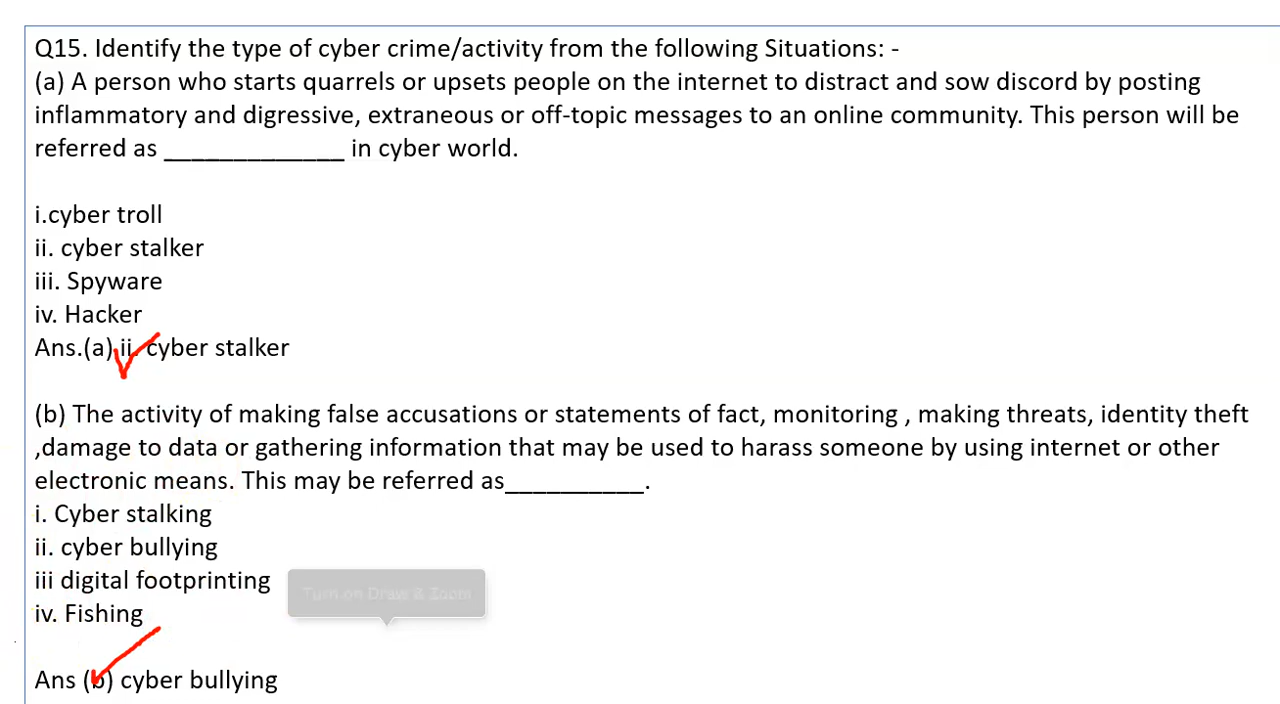 Q15. Identify the type of cyber crime/activity from the following Situations: -
(a) A person who starts quarrels or upsets people on the internet to distract and sow discord by posting
inflammatory and digressive, extraneous or off-topic messages to an online community. This person will be
referred as _____________ in cyber world.
i.cyber troll
ii. cyber stalker
iii. Spyware
iv. Hacker
Ans.(a) ii. cyber stalker
(b) The activity of making false accusations or statements of fact, monitoring , making threats, identity theft
,damage to data or gathering information that may be used to harass someone by using internet or other
electronic means. This may be referred as__________.
i. Cyber stalking
ii. cyber bullying
iii digital footprinting
Turn on Draw & Zoom
iv. Fishing
Ans (b) cyber bullying